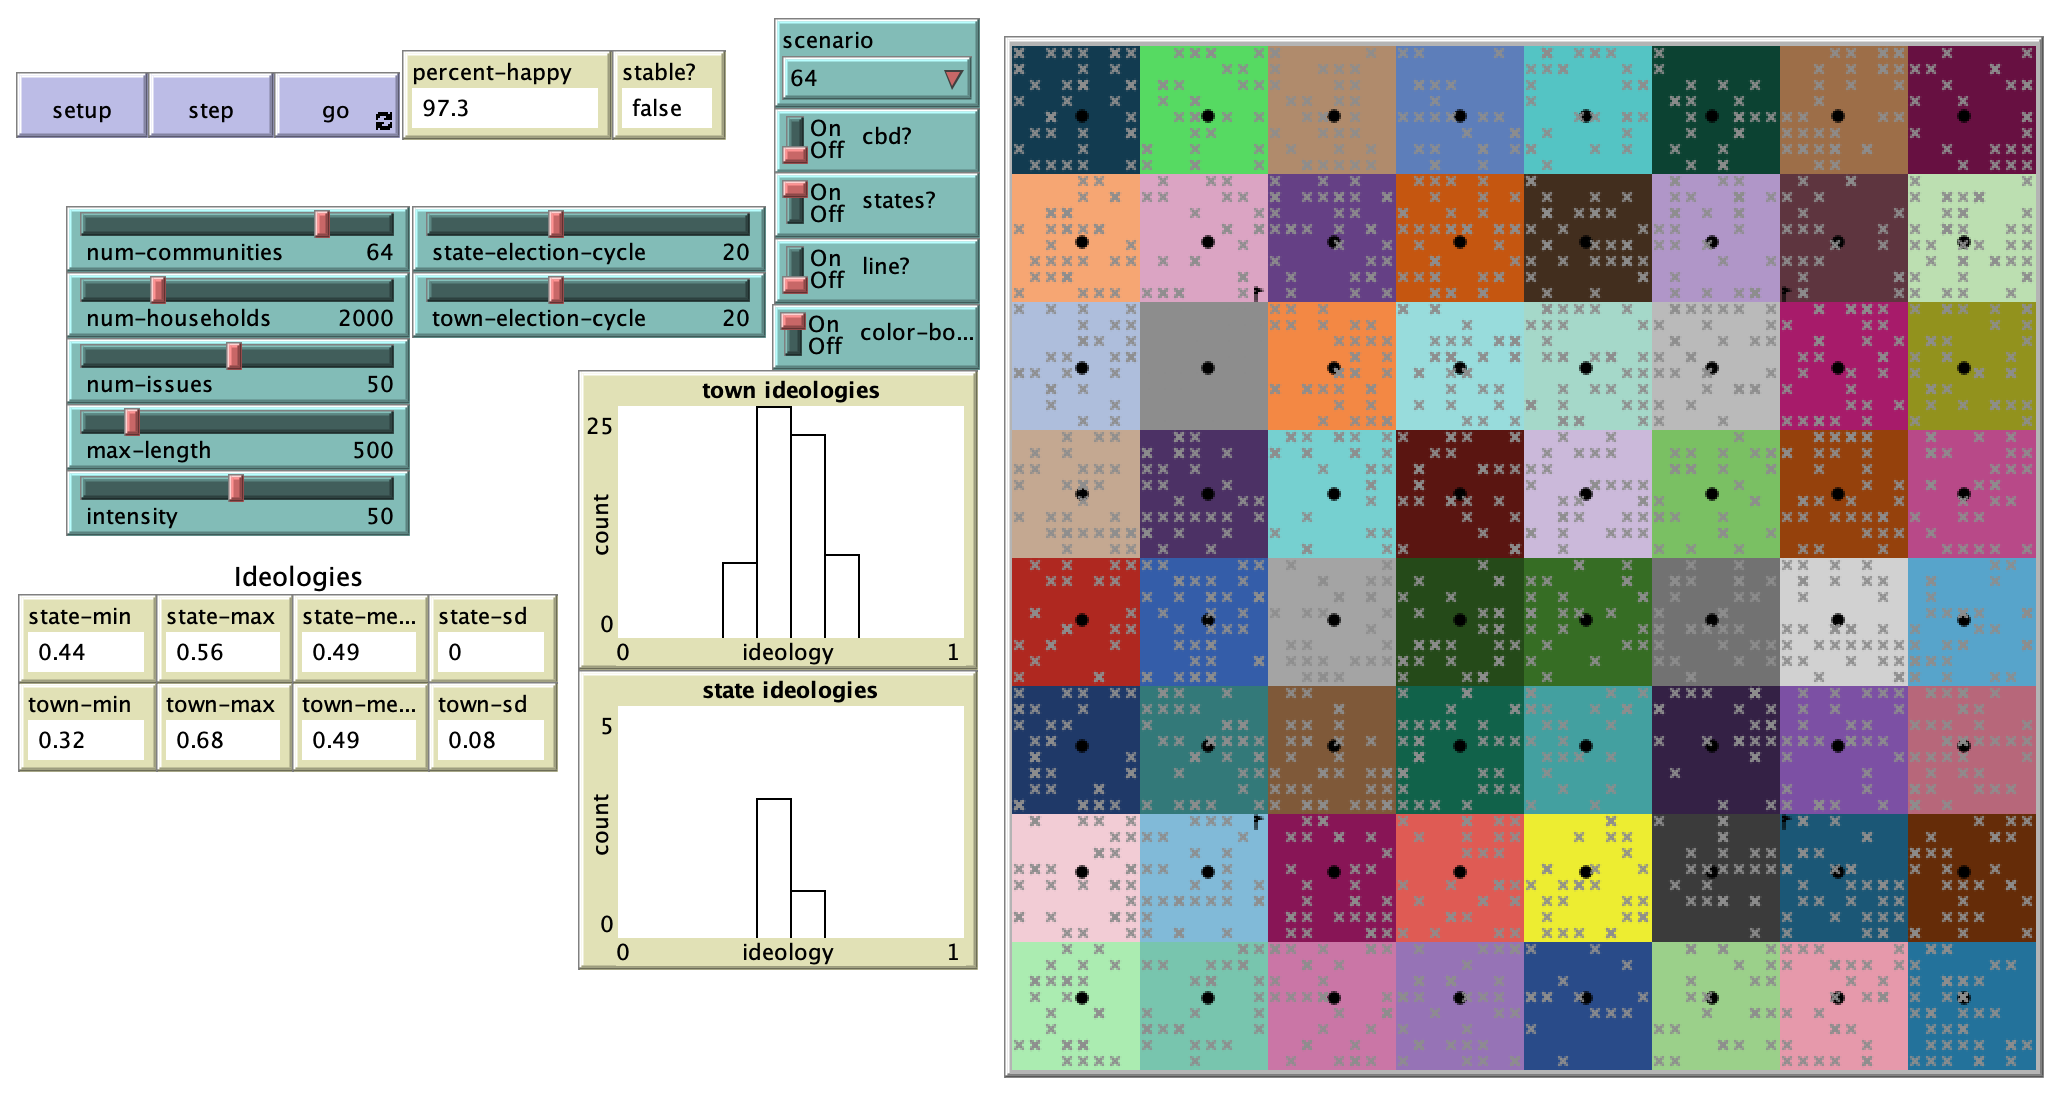 setup
step
go
percent-happy
97.3
stable?
false
scenario
64
On
Off
cbd?
On
Off
states?
On
Off
line?
On
Off
color-bo...
num-communities 64
num-households 2000
num-issues 50
max-length 500
intensity 50
state-election-cycle 20
town-election-cycle 20
Ideologies
state-min
0.44
state-max
0.56
state-me...
0.49
state-sd
0
town-min
0.32
town-max
0.68
town-me...
0.49
town-sd
0.08
town ideologies
25
count
0
0 ideology 1
state ideologies
5
count
0
0 ideology 1